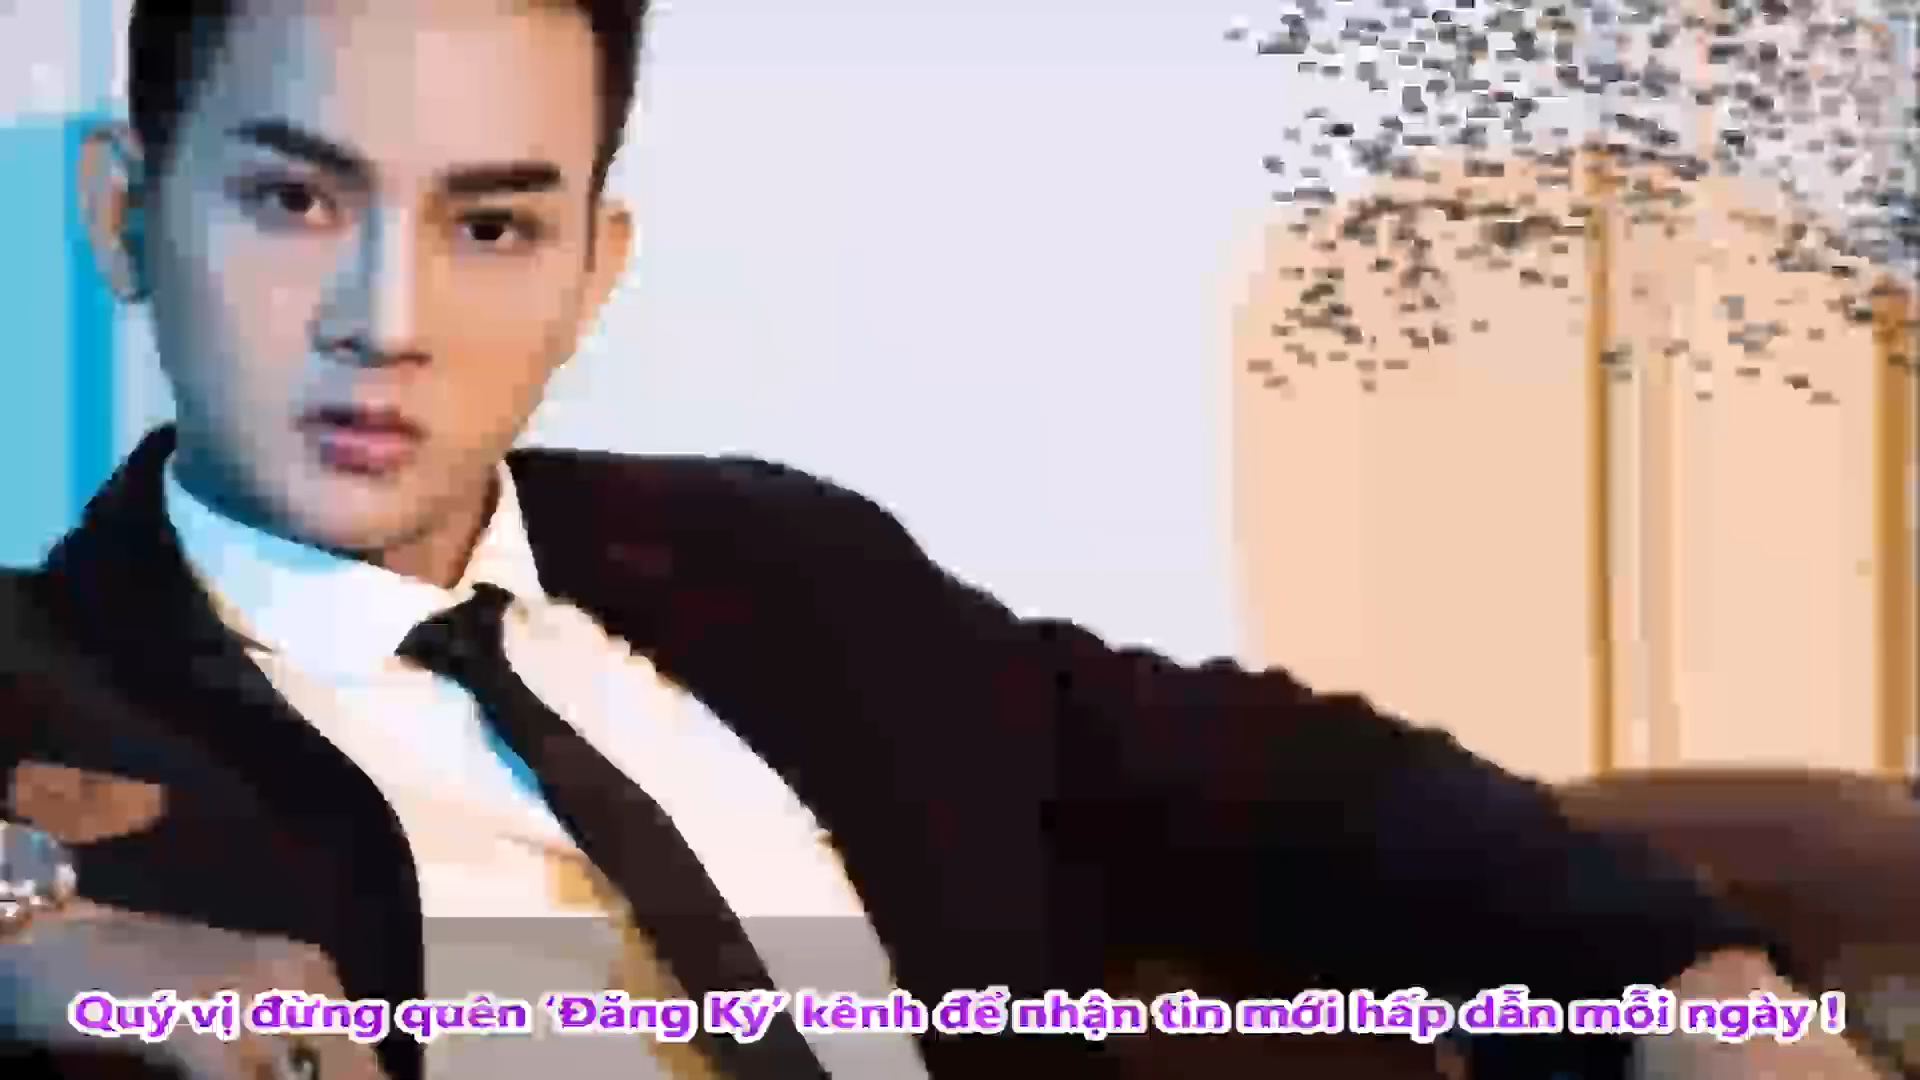 Quý vị đừng quên ‘Đăng Ký’ kênh để nhận tin mới hấp dẫn mỗi ngày !